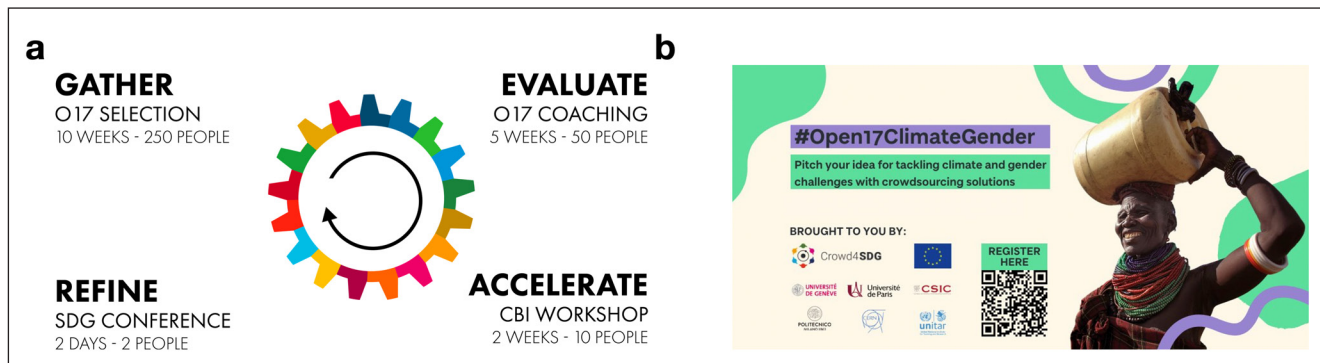 a
GATHER
O17 SELECTION
10 WEEKS - 250 PEOPLE
EVALUATE
O17 COACHING
5 WEEKS - 50 PEOPLE
REFINE
SDG CONFERENCE
2 DAYS - 2 PEOPLE
ACCELERATE
CBI WORKSHOP
2 WEEKS - 10 PEOPLE
b
#Open17ClimateGender
Pitch your idea for tackling climate and gender
challenges with crowdsourcing solutions
BROUGHT TO YOU BY:
Crowd4SDG
REGISTER
HERE
UNIVERSITÉ
DE GENÈVE
Université
de Paris
CSIC
POLITECNICO
MILANO 1863
CERN
unitar